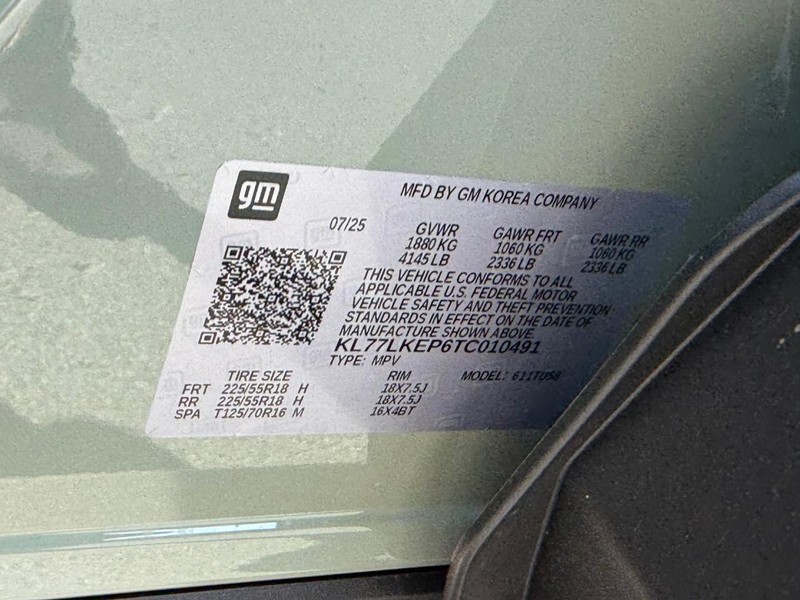 gm
MFD BY GM KOREA COMPANY
07/25 GVWR GAWR FRT GAWR RR
1880 KG 1060 KG 1060 KG
4145 LB 2336 LB 2336 LB
THIS VEHICLE CONFORMS TO ALL
APPLICABLE U.S. FEDERAL MOTOR
VEHICLE SAFETY AND THEFT PREVENTION
STANDARDS IN EFFECT ON THE DATE OF
MANUFACTURE SHOWN ABOVE
KL77LKEP6TC010491
TYPE: MPV
TIRE SIZE RIM MODEL: 611TU58
FRT 225/55R18 H 18X7.5J
RR 225/55R18 H 18X7.5J
SPA T125/70R16 M 16X4BT